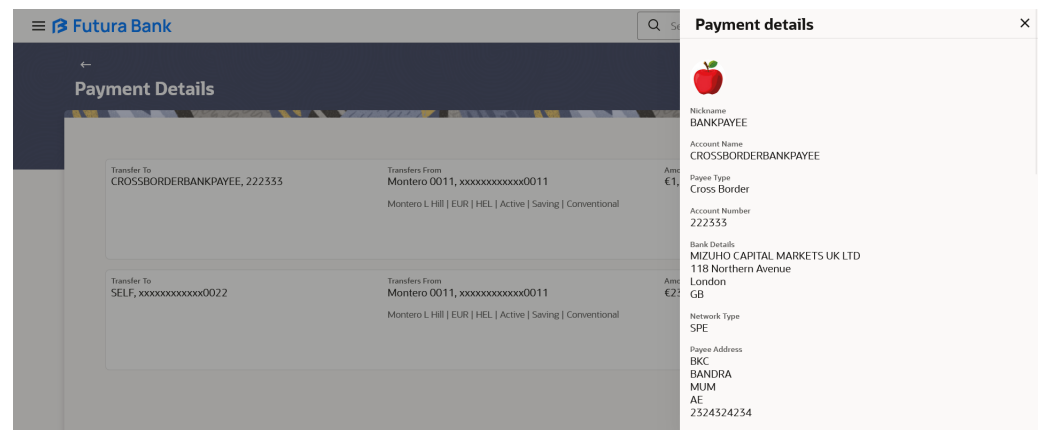 Futura Bank
Payment Details
Transfer To
CROSSBORDERBANKPAYEE, 222333
Transfers From
Montero 0011, xxxxxxxxxxxx0011
Montero L Hill | EUR | HEL | Active | Saving | Conventional
€1,
Transfer To
SELF, xxxxxxxxxxxx0022
Transfers From
Montero 0011, xxxxxxxxxxxx0011
Montero L Hill | EUR | HEL | Active | Saving | Conventional
€23
Payment details
Nickname
BANKPAYEE
Account Name
CROSSBORDERBANKPAYEE
Payee Type
Cross Border
Account Number
222333
Bank Details
MIZUHO CAPITAL MARKETS UK LTD
118 Northern Avenue
London
GB
Network Type
SPE
Payee Address
BKC
BANDRA
MUM
AE
2324324234